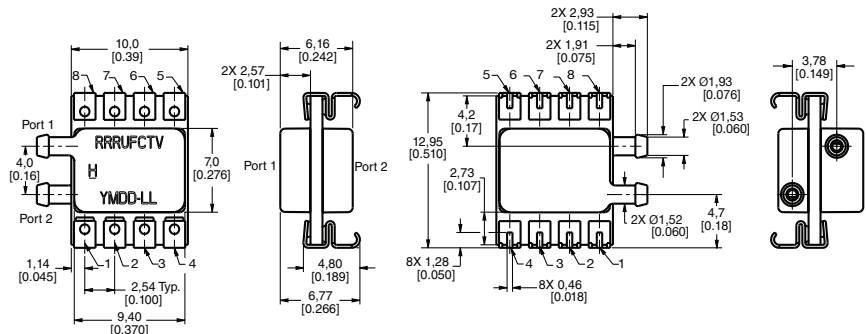 10,0
[0.39]
8 7 6 5
Port 1
RRRUFCTV
H
YMDD-LL
Port 2
4,0
[0.16]
7,0
[0.276]
1 2 3 4
1,14
[0.045]
2,54 Typ.
[0.100]
9,40
[0.370]
6,16
[0.242]
2X 2,57
[0.101]
Port 1
Port 2
4,80
[0.189]
6,77
[0.266]
2X 2,93
[0.115]
2X 1,91
[0.075]
5 6 7 8
4,2
[0.17]
12,95
[0.510]
2,73
[0.107]
2X Ø1,93
[0.076]
2X Ø1,53
[0.060]
2X Ø1,52
[0.060]
4,7
[0.18]
4 3 2 1
8X 1,28
[0.050]
8X 0,46
[0.018]
3,78
[0.149]